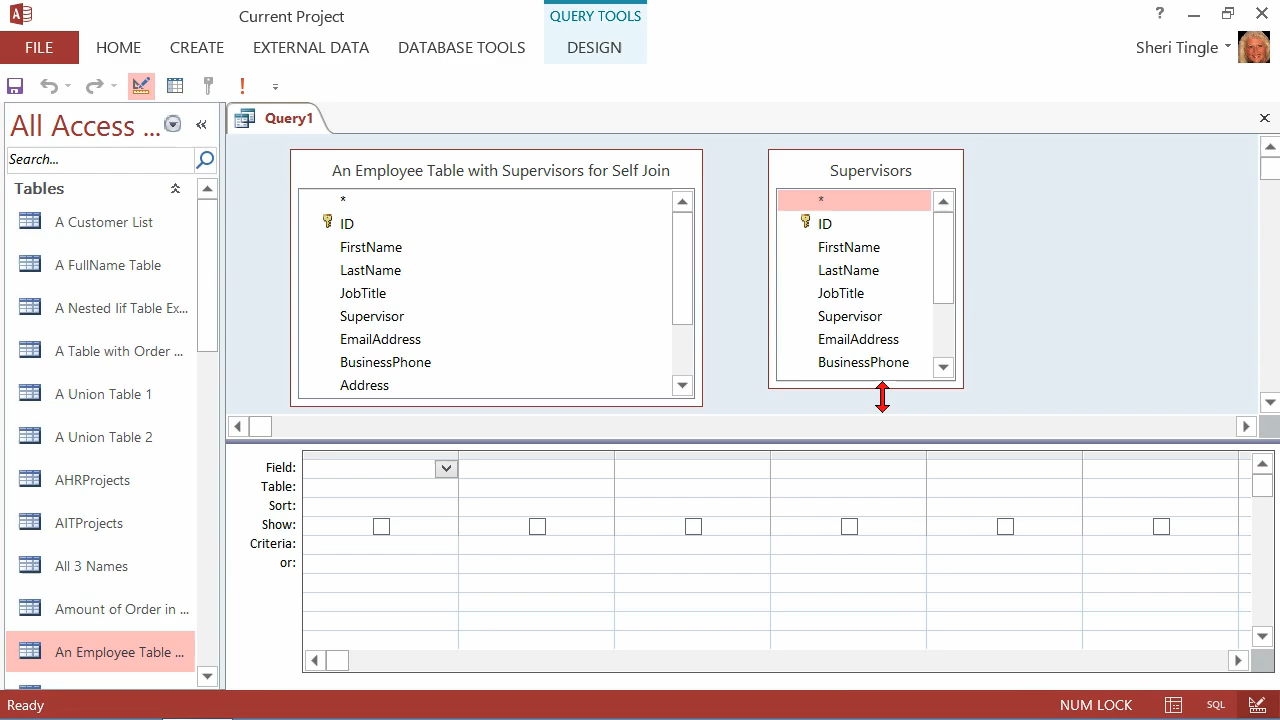 Current Project
QUERY TOOLS
?
FILE
HOME
CREATE
EXTERNAL DATA
DATABASE TOOLS
DESIGN
Sheri Tingle
All Access ...
Search...
Tables
A Customer List
A FullName Table
A Nested Iif Table Ex...
A Table with Order ...
A Union Table 1
A Union Table 2
AHRProjects
AITProjects
All 3 Names
Amount of Order in ...
An Employee Table ...
Query1
An Employee Table with Supervisors for Self Join
*
ID
FirstName
LastName
JobTitle
Supervisor
EmailAddress
BusinessPhone
Address
Supervisors
*
ID
FirstName
LastName
JobTitle
Supervisor
EmailAddress
BusinessPhone
Field:
Table:
Sort:
Show:
Criteria:
or:
Ready
NUM LOCK
SQL